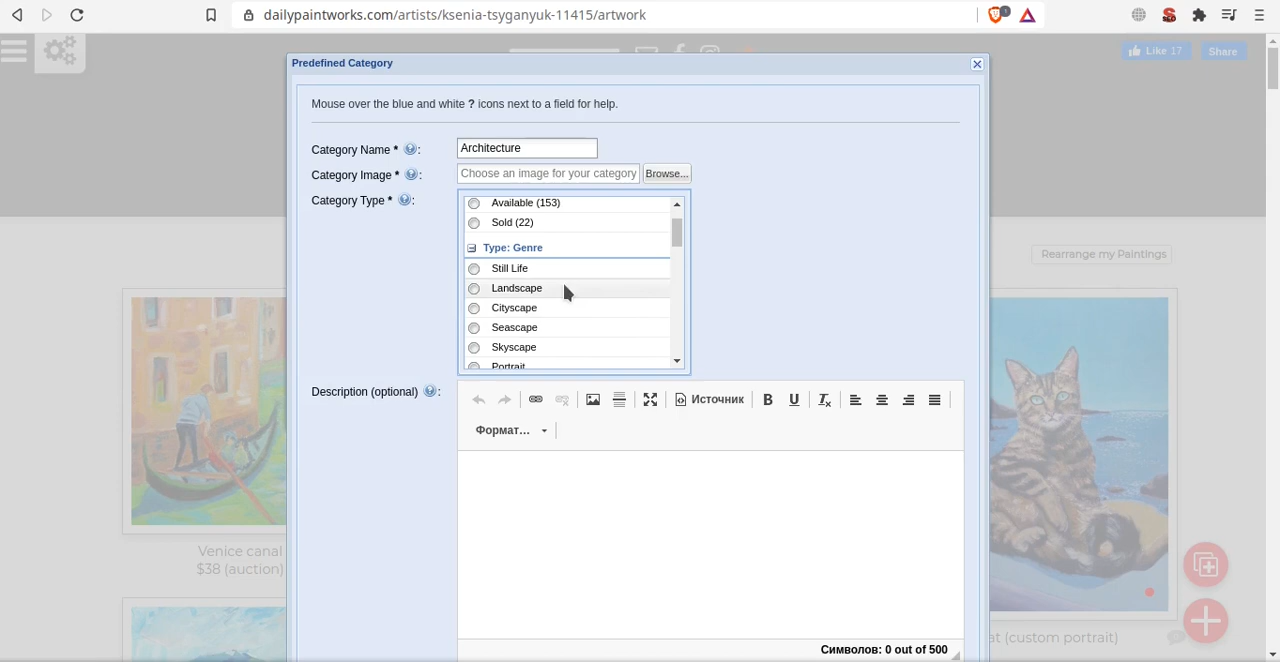 dailypaintworks.com/artists/ksenia-tsyganyuk-11415/artwork
Like 17
Share
Predefined Category
Mouse over the blue and white ? icons next to a field for help.
Category Name * ?:
Architecture
Category Image * ?:
Choose an image for your category
Browse...
Category Type * ?:
Available (153)
Sold (22)
Type: Genre
Still Life
Landscape
Cityscape
Seascape
Skyscape
Portrait
Rearrange my Paintings
Description (optional) ?:
Источник
B U
Формат...
Символов: 0 out of 500
Venice canal
$38 (auction)
at (custom portrait)